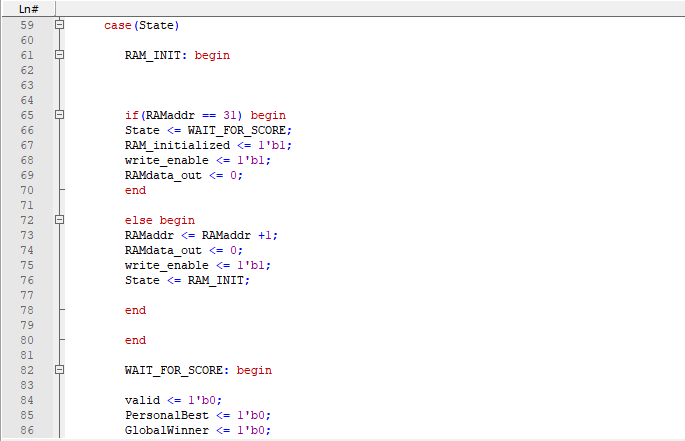 Ln#
59 case(State)
60
61 RAM_INIT: begin
62
63
64
65 if(RAMaddr == 31) begin
66 State <= WAIT_FOR_SCORE;
67 RAM_initialized <= 1'b1;
68 write_enable <= 1'b1;
69 RAMdata_out <= 0;
70 end
71
72 else begin
73 RAMaddr <= RAMaddr +1;
74 RAMdata_out <= 0;
75 write_enable <= 1'b1;
76 State <= RAM_INIT;
77
78 end
79
80 end
81
82 WAIT_FOR_SCORE: begin
83
84 valid <= 1'b0;
85 PersonalBest <= 1'b0;
86 GlobalWinner <= 1'b0;